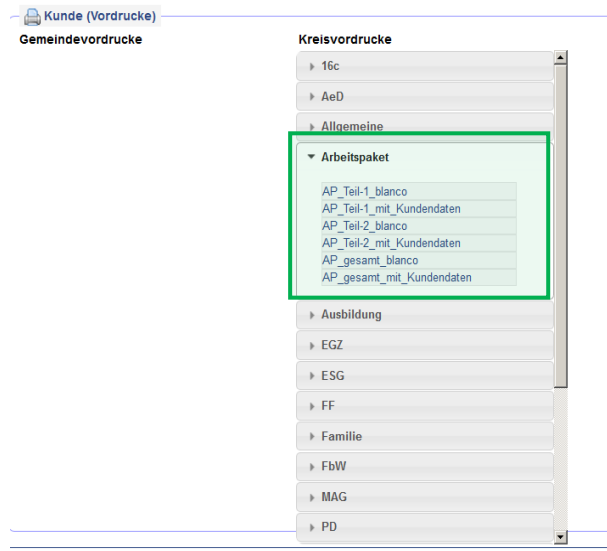 Kunde (Vordrucke)
Gemeindevordrucke
Kreisvordrucke
16c
AeD
Allgemeine
Arbeitspaket
AP_Teil-1_blanco
AP_Teil-1_mit_Kundendaten
AP_Teil-2_blanco
AP_Teil-2_mit_Kundendaten
AP_gesamt_blanco
AP_gesamt_mit_Kundendaten
Ausbildung
EGZ
ESG
FF
Familie
FbW
MAG
PD